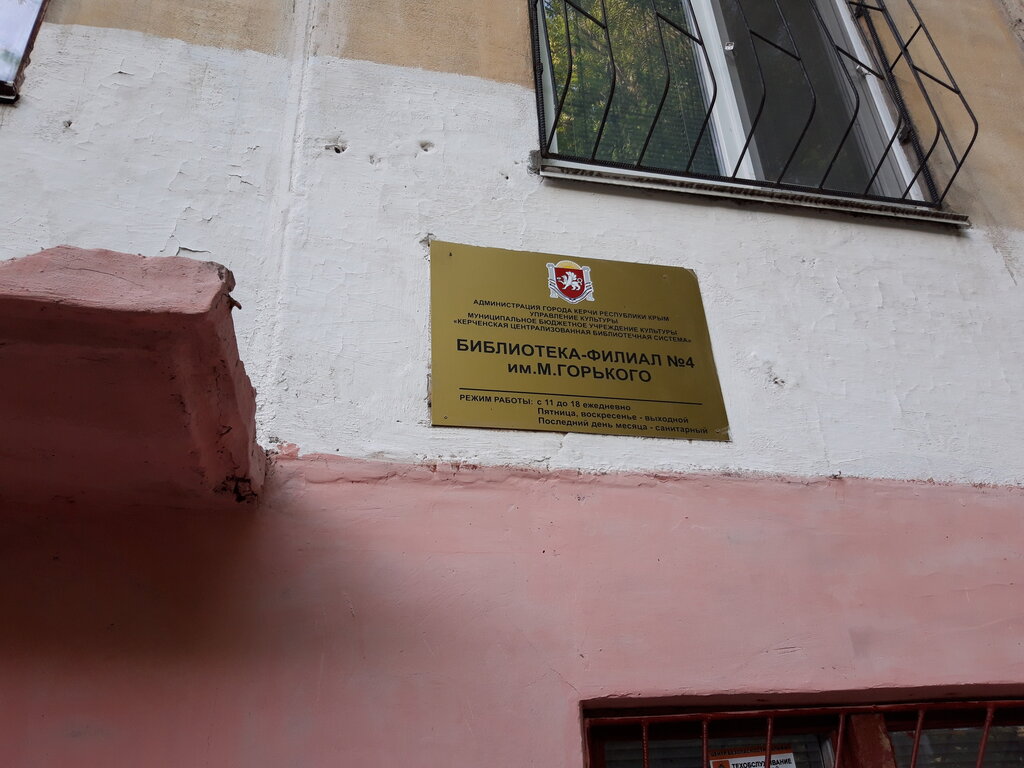 АДМИНИСТРАЦИЯ ГОРОДА КЕРЧИ РЕСПУБЛИКИ КРЫМ
УПРАВЛЕНИЕ КУЛЬТУРЫ
МУНИЦИПАЛЬНОЕ БЮДЖЕТНОЕ УЧРЕЖДЕНИЕ КУЛЬТУРЫ
«КЕРЧЕНСКАЯ ЦЕНТРАЛИЗОВАННАЯ БИБЛИОТЕЧНАЯ СИСТЕМА»
БИБЛИОТЕКА-ФИЛИАЛ №4
им.М.ГОРЬКОГО
РЕЖИМ РАБОТЫ: с 11 до 18 ежедневно
Пятница, воскресенье - выходной
Последний день месяца - санитарный
ТЕХОБСЛУЖИВАНИЕ